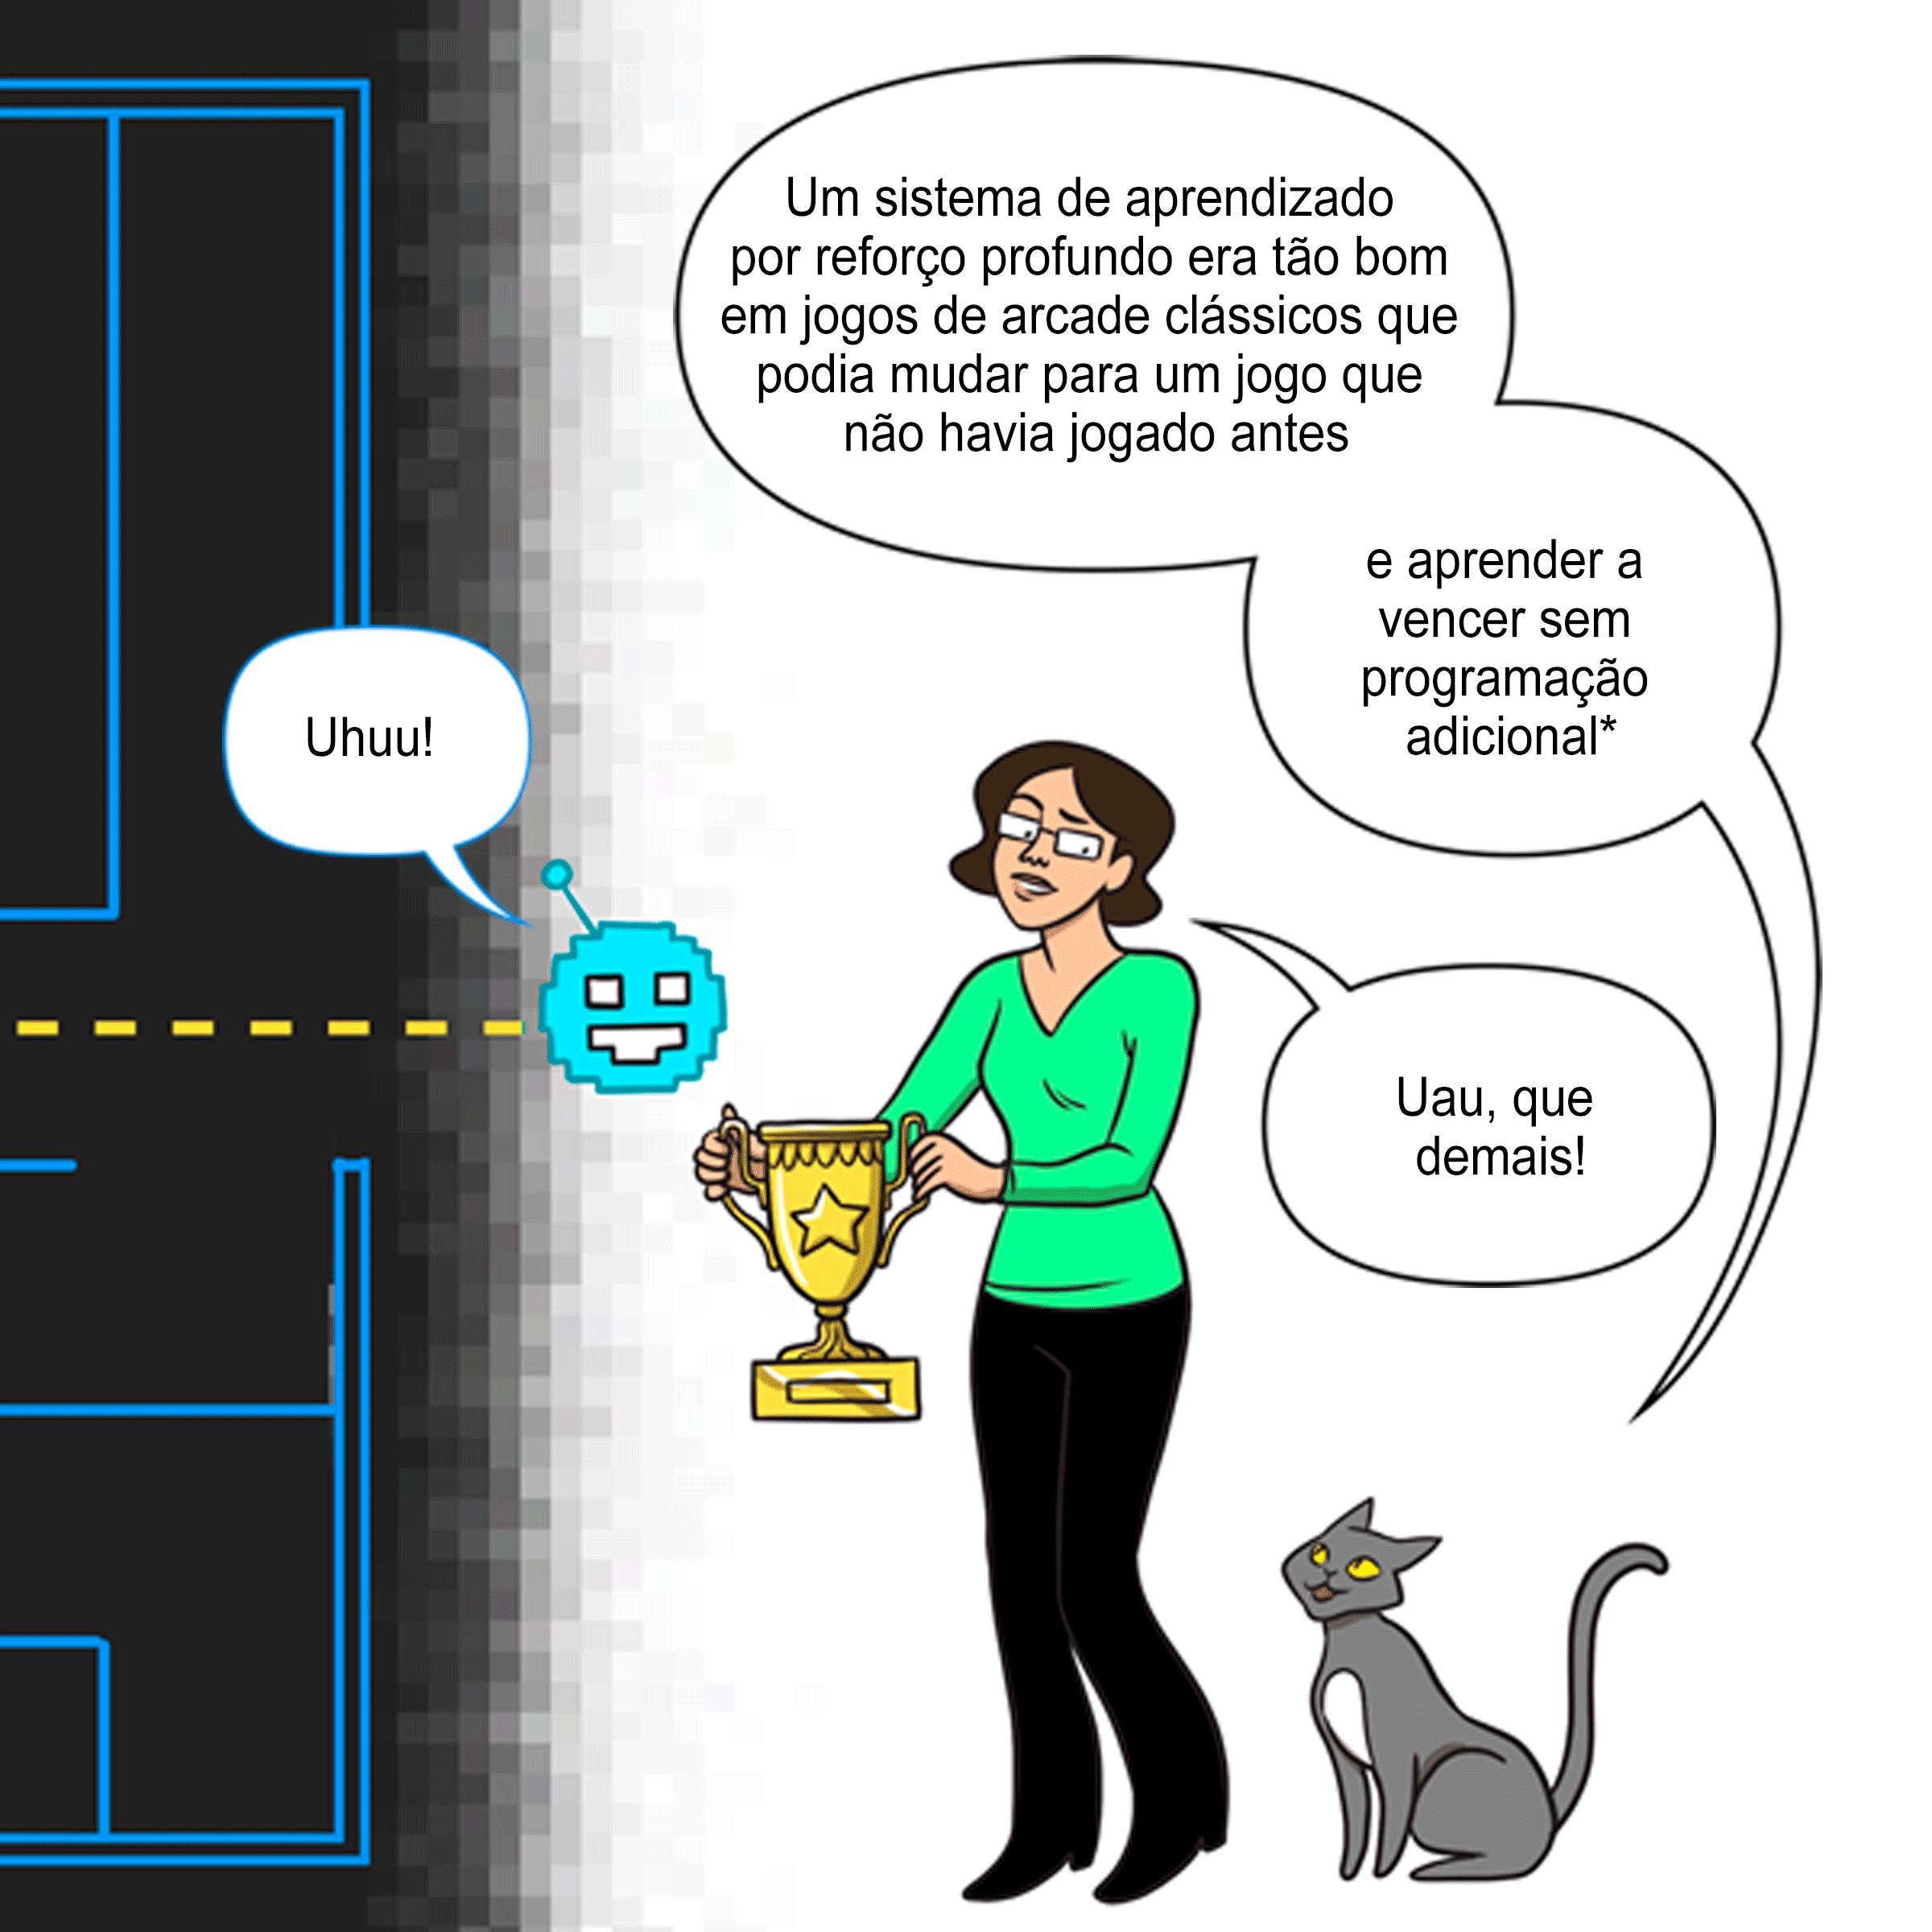 Um sistema de aprendizado
por reforço profundo era tão bom
em jogos de arcade clássicos que
podia mudar para um jogo que
não havia jogado antes
e aprender a
vencer sem
programação
adicional*
Uhuu!
Uau, que
demais!